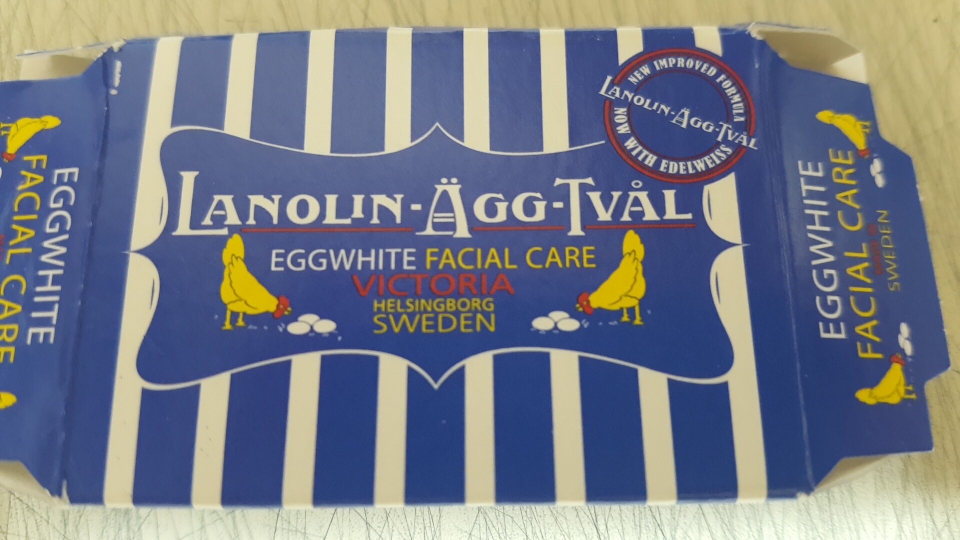 NEW IMPROVED FORMULA
LANOLIN-ÄGG-TVÅL
NOW WITH EDELWEISS
LANOLIN-ÄGG-TVÅL
EGGWHITE FACIAL CARE
VICTORIA
HELSINGBORG
SWEDEN
EGGWHITE
FACIAL CARE
EGGWHITE
FACIAL CARE
SWEDEN